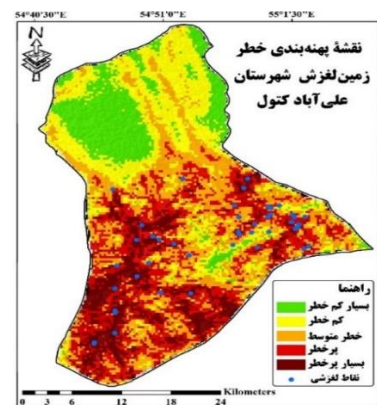 54°40'30"E 54°51'0"E 55°1'30"E
N
نقشهٔ پهنه‌بندی خطر
زمین‌لغزش شهرستان
علی‌آباد کتول
راهنما
بسیار کم خطر
کم خطر
خطر متوسط
پرخطر
بسیار پرخطر
نقاط لغزشی
Kilometers
0 3 6 12 18 24